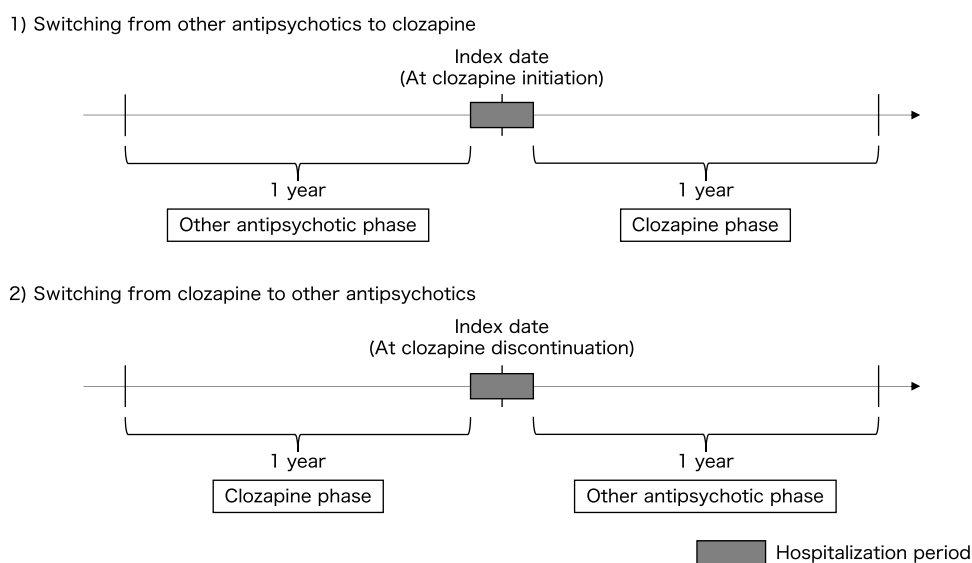 1) Switching from other antipsychotics to clozapine
Index date
(At clozapine initiation)
1 year
1 year
Other antipsychotic phase
Clozapine phase
2) Switching from clozapine to other antipsychotics
Index date
(At clozapine discontinuation)
1 year
1 year
Clozapine phase
Other antipsychotic phase
Hospitalization period